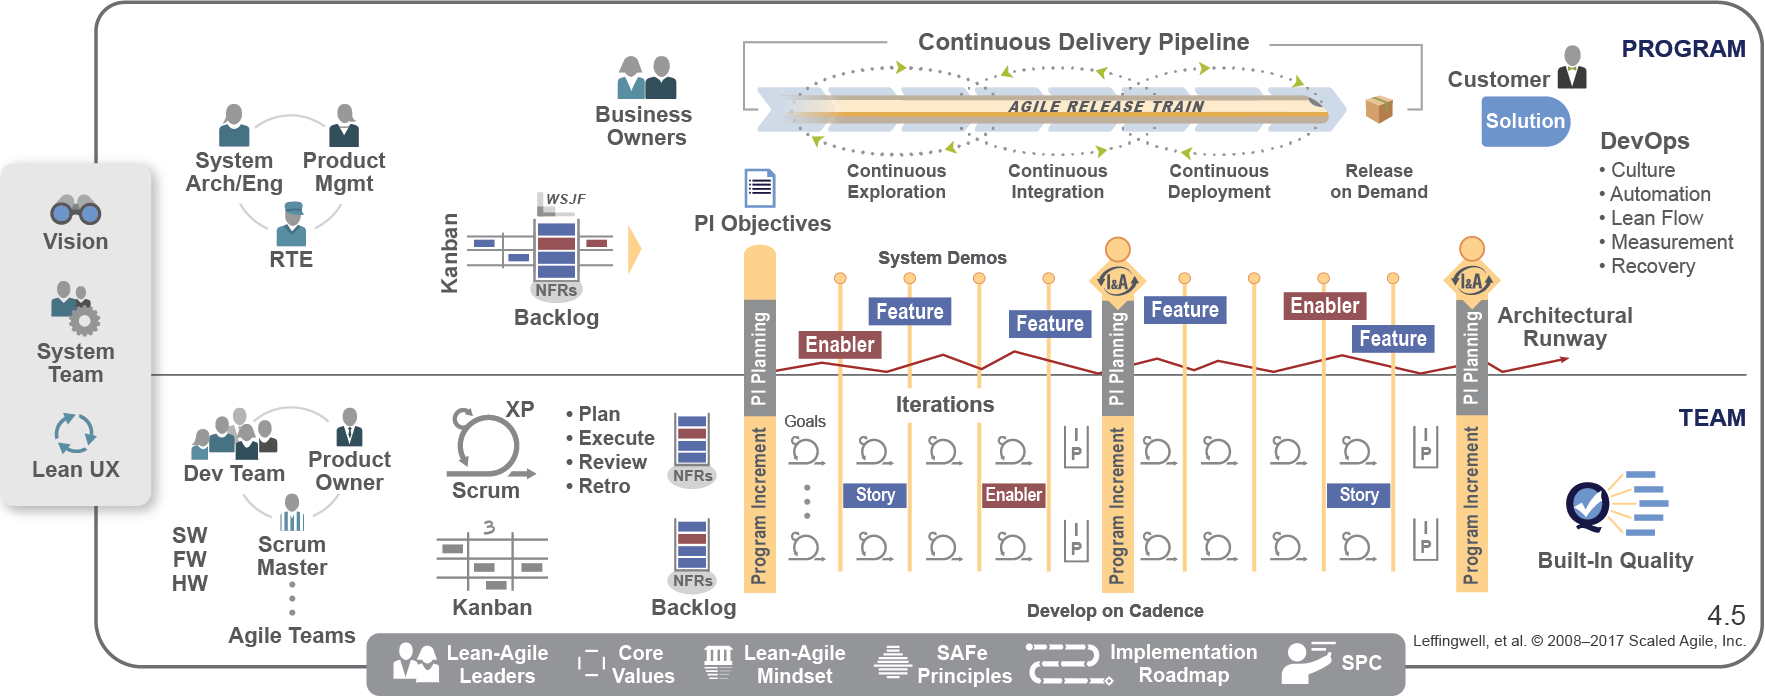 Continuous Delivery Pipeline
PROGRAM
Customer
Solution
AGILE RELEASE TRAIN
Business
Owners
Continuous
Exploration
Continuous
Integration
Continuous
Deployment
Release
on Demand
DevOps
• Culture
• Automation
• Lean Flow
• Measurement
• Recovery
System
Arch/Eng
Product
Mgmt
RTE
Vision
System
Team
Lean UX
Kanban
WSJF
NFRs
Backlog
PI Objectives
System Demos
I&A
I&A
Enabler
Feature
Feature
Feature
Enabler
Feature
Architectural
Runway
PI Planning
PI Planning
PI Planning
TEAM
Dev Team
Product
Owner
Scrum
Master
SW
FW
HW
Agile Teams
XP
Scrum
• Plan
• Execute
• Review
• Retro
3
Kanban
NFRs
NFRs
Backlog
Iterations
Goals
Program Increment
Program Increment
Program Increment
I
P
I
P
I
P
I
P
Story
Enabler
Story
Develop on Cadence
Q
Built-In Quality
4.5
Leffingwell, et al. © 2008–2017 Scaled Agile, Inc.
Lean-Agile
Leaders
Core
Values
Lean-Agile
Mindset
SAFe
Principles
Implementation
Roadmap
SPC